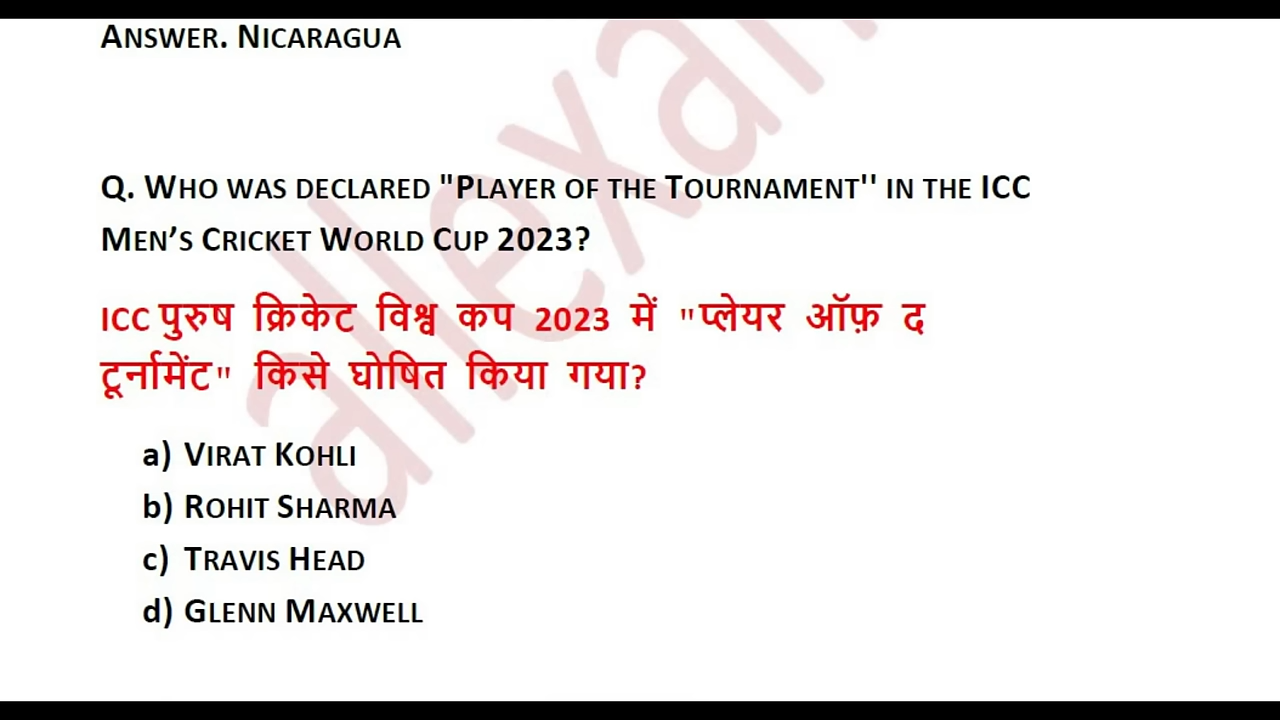 ANSWER. NICARAGUA
Q. WHO WAS DECLARED "PLAYER OF THE TOURNAMENT'' IN THE ICC
MEN’S CRICKET WORLD CUP 2023?
ICC पुरुष क्रिकेट विश्व कप 2023 में "प्लेयर ऑफ़ द
टूर्नामेंट" किसे घोषित किया गया?
a) VIRAT KOHLI
b) ROHIT SHARMA
c) TRAVIS HEAD
d) GLENN MAXWELL
allexam